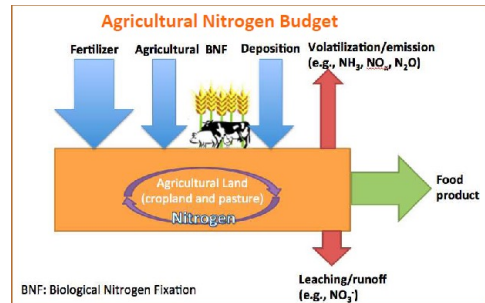 Agricultural Nitrogen Budget
Fertilizer
Agricultural BNF
Deposition
Volatilization/emission
(e.g., NH₃, NOₓ, N₂O)
Agricultural Land
(cropland and pasture)
Nitrogen
Food
product
Leaching/runoff
(e.g., NO₃⁻)
BNF: Biological Nitrogen Fixation